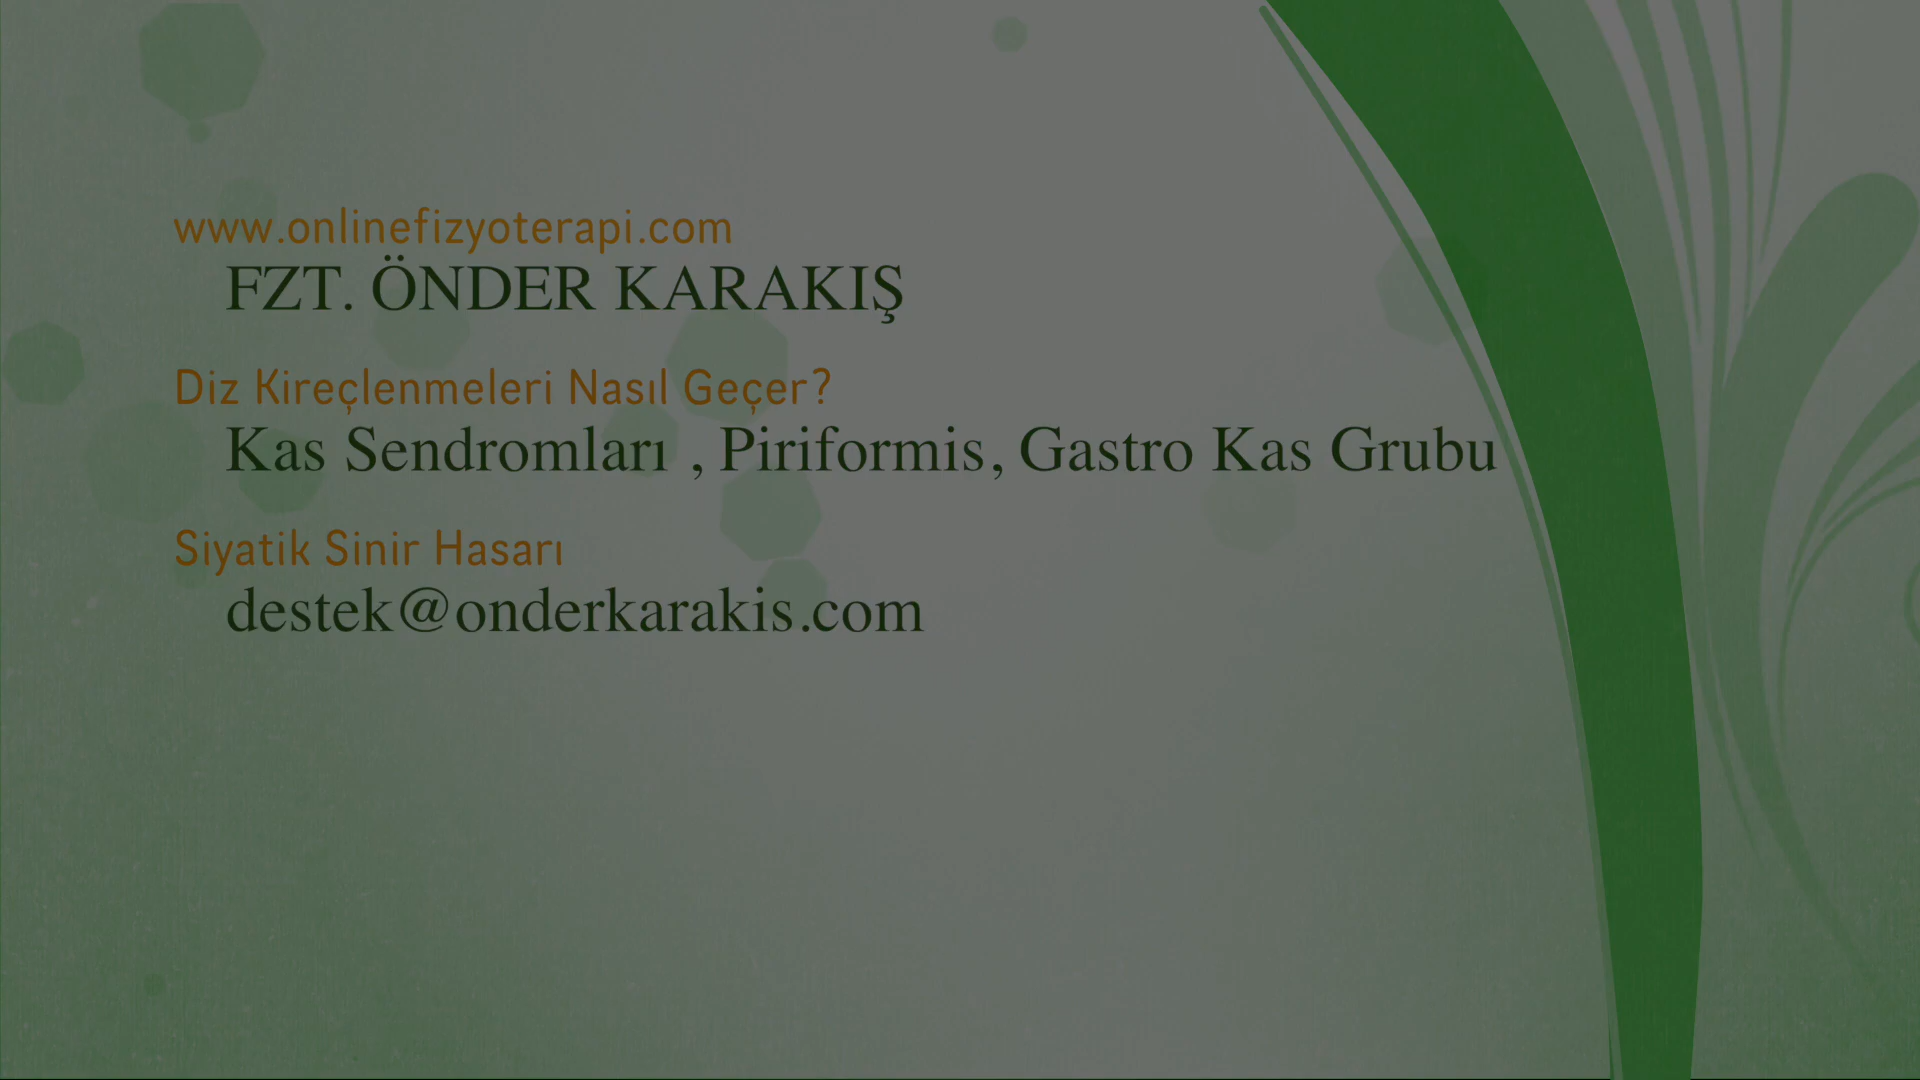 www.onlinefizyoterapi.com
FZT. ÖNDER KARAKIŞ
Diz Kireçlenmeleri Nasıl Geçer?
Kas Sendromları , Piriformis, Gastro Kas Grubu
Siyatik Sinir Hasarı
destek@onderkarakis.com